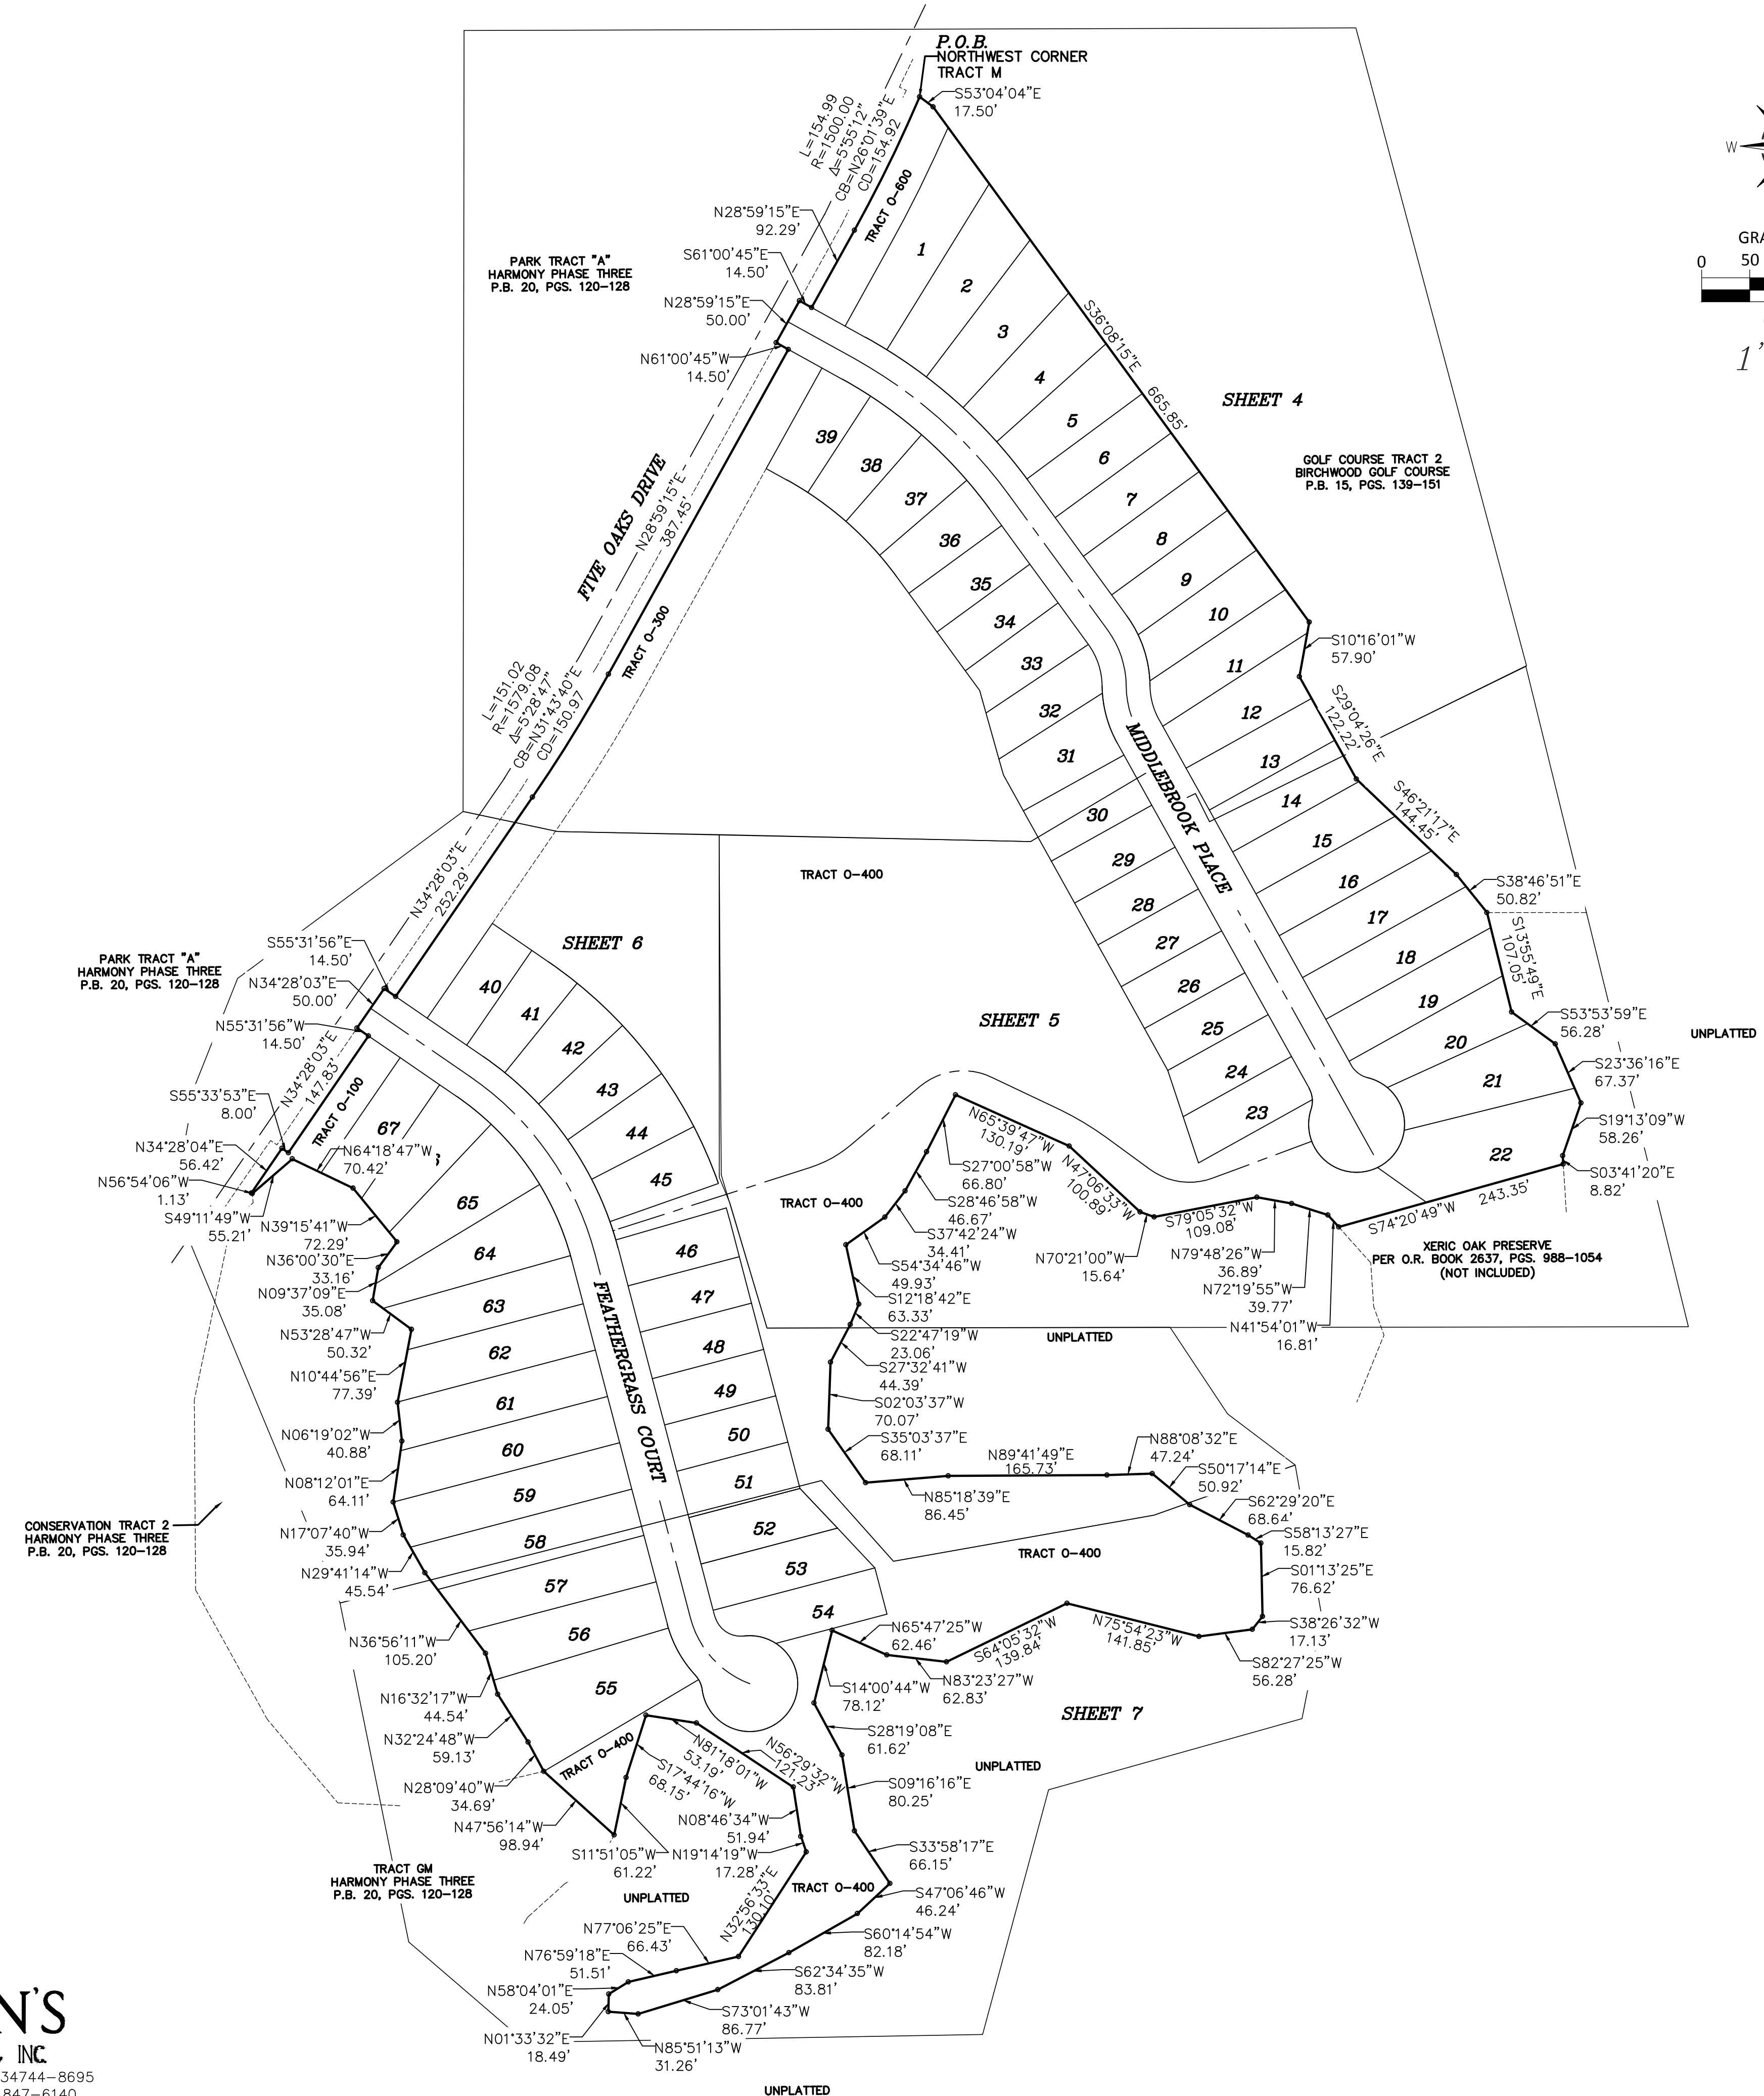 P.O.B.
NORTHWEST CORNER
TRACT M
S53°04'04"E
17.50'
L=154.99
R=1500.00
Δ=5°55'12"
CB=N26°01'39"E
CD=154.92
TRACT O-600
N28°59'15"E
92.29'
S61°00'45"E
14.50'
N28°59'15"E
50.00'
N61°00'45"W
14.50'
PARK TRACT "A"
HARMONY PHASE THREE
P.B. 20, PGS. 120-128
W
GRA
0 50
1'
1
2
3
4
5
6
7
8
9
10
11
12
13
14
15
16
17
18
19
20
21
22
S36°08'15"E 665.85'
SHEET 4
GOLF COURSE TRACT 2
BIRCHWOOD GOLF COURSE
P.B. 15, PGS. 139-151
39
38
37
36
35
34
33
32
31
30
29
28
27
26
25
24
23
FIVE OAKS DRIVE
N28°59'15"E
387.45'
TRACT O-300
L=151.02
R=1579.08
Δ=5°28'47"
CB=N31°43'40"E
CD=150.97
S10°16'01"W
57.90'
S29°04'26"E
122.22'
MIDDLEBROOK PLACE
S46°21'17"E
144.45'
S38°46'51"E
50.82'
S13°55'49"E
107.05'
S53°53'59"E
56.28'
UNPLATTED
S23°36'16"E
67.37'
S19°13'09"W
58.26'
S03°41'20"E
8.82'
S74°20'49"W 243.35'
XERIC OAK PRESERVE
PER O.R. BOOK 2637, PGS. 988-1054
(NOT INCLUDED)
TRACT O-400
SHEET 6
SHEET 5
N34°28'03"E
252.29'
S55°31'56"E
14.50'
PARK TRACT "A"
HARMONY PHASE THREE
P.B. 20, PGS. 120-128
N34°28'03"E
50.00'
N55°31'56"W
14.50'
N34°28'03"E
147.83'
TRACT O-100
S55°33'53"E
8.00'
N34°28'04"E
56.42'
N56°54'06"W
1.13'
S49°11'49"W
55.21'
N64°18'47"W
70.42'
N39°15'41"W
72.29'
N36°00'30"E
33.16'
N09°37'09"E
35.08'
N53°28'47"W
50.32'
N10°44'56"E
77.39'
N06°19'02"W
40.88'
N08°12'01"E
64.11'
N17°07'40"W
35.94'
N29°41'14"W
45.54'
N36°56'11"W
105.20'
N16°32'17"W
44.54'
N32°24'48"W
59.13'
N28°09'40"W
34.69'
N47°56'14"W
98.94'
CONSERVATION TRACT 2
HARMONY PHASE THREE
P.B. 20, PGS. 120-128
40
41
42
43
44
45
46
47
48
49
50
51
52
53
54
67
65
64
63
62
61
60
59
58
57
56
55
FEATHERGRASS COURT
N65°39'47"W
130.19'
N47°06'33"W
100.89'
S27°00'58"W
66.80'
S28°46'58"W
46.67'
TRACT O-400
S37°42'24"W
34.41'
S54°34'46"W
49.93'
S12°18'42"E
63.33'
S22°47'19"W
23.06'
S27°32'41"W
44.39'
S02°03'37"W
70.07'
S35°03'37"E
68.11'
N70°21'00"W
15.64'
S79°05'32"W
109.08'
N79°48'26"W
36.89'
N72°19'55"W
39.77'
N41°54'01"W
16.81'
UNPLATTED
N85°18'39"E
86.45'
N89°41'49"E
165.73'
N88°08'32"E
47.24'
S50°17'14"E
50.92'
S62°29'20"E
68.64'
S58°13'27"E
15.82'
S01°13'25"E
76.62'
S38°26'32"W
17.13'
S82°27'25"W
56.28'
TRACT O-400
N75°54'23"W
141.85'
S64°05'32"W
139.84'
N65°47'25"W
62.46'
N83°23'27"W
62.83'
SHEET 7
S14°00'44"W
78.12'
S28°19'08"E
61.62'
UNPLATTED
S09°16'16"E
80.25'
S33°58'17"E
66.15'
TRACT O-400
S47°06'46"W
46.24'
S60°14'54"W
82.18'
S62°34'35"W
83.81'
S73°01'43"W
86.77'
N85°51'13"W
31.26'
N01°33'32"E
18.49'
N58°04'01"E
24.05'
N76°59'18"E
51.51'
N77°06'25"E
66.43'
N32°56'33"E
130.10'
N19°14'19"W
17.28'
N08°46'34"W
51.94'
N56°29'32"W
121.23'
N81°18'01"W
53.19'
S17°44'16"W
68.15'
S11°51'05"W
61.22'
TRACT O-400
UNPLATTED
TRACT GM
HARMONY PHASE THREE
P.B. 20, PGS. 120-128
N'S
, INC.
34744-8695
847-6140
UNPLATTED